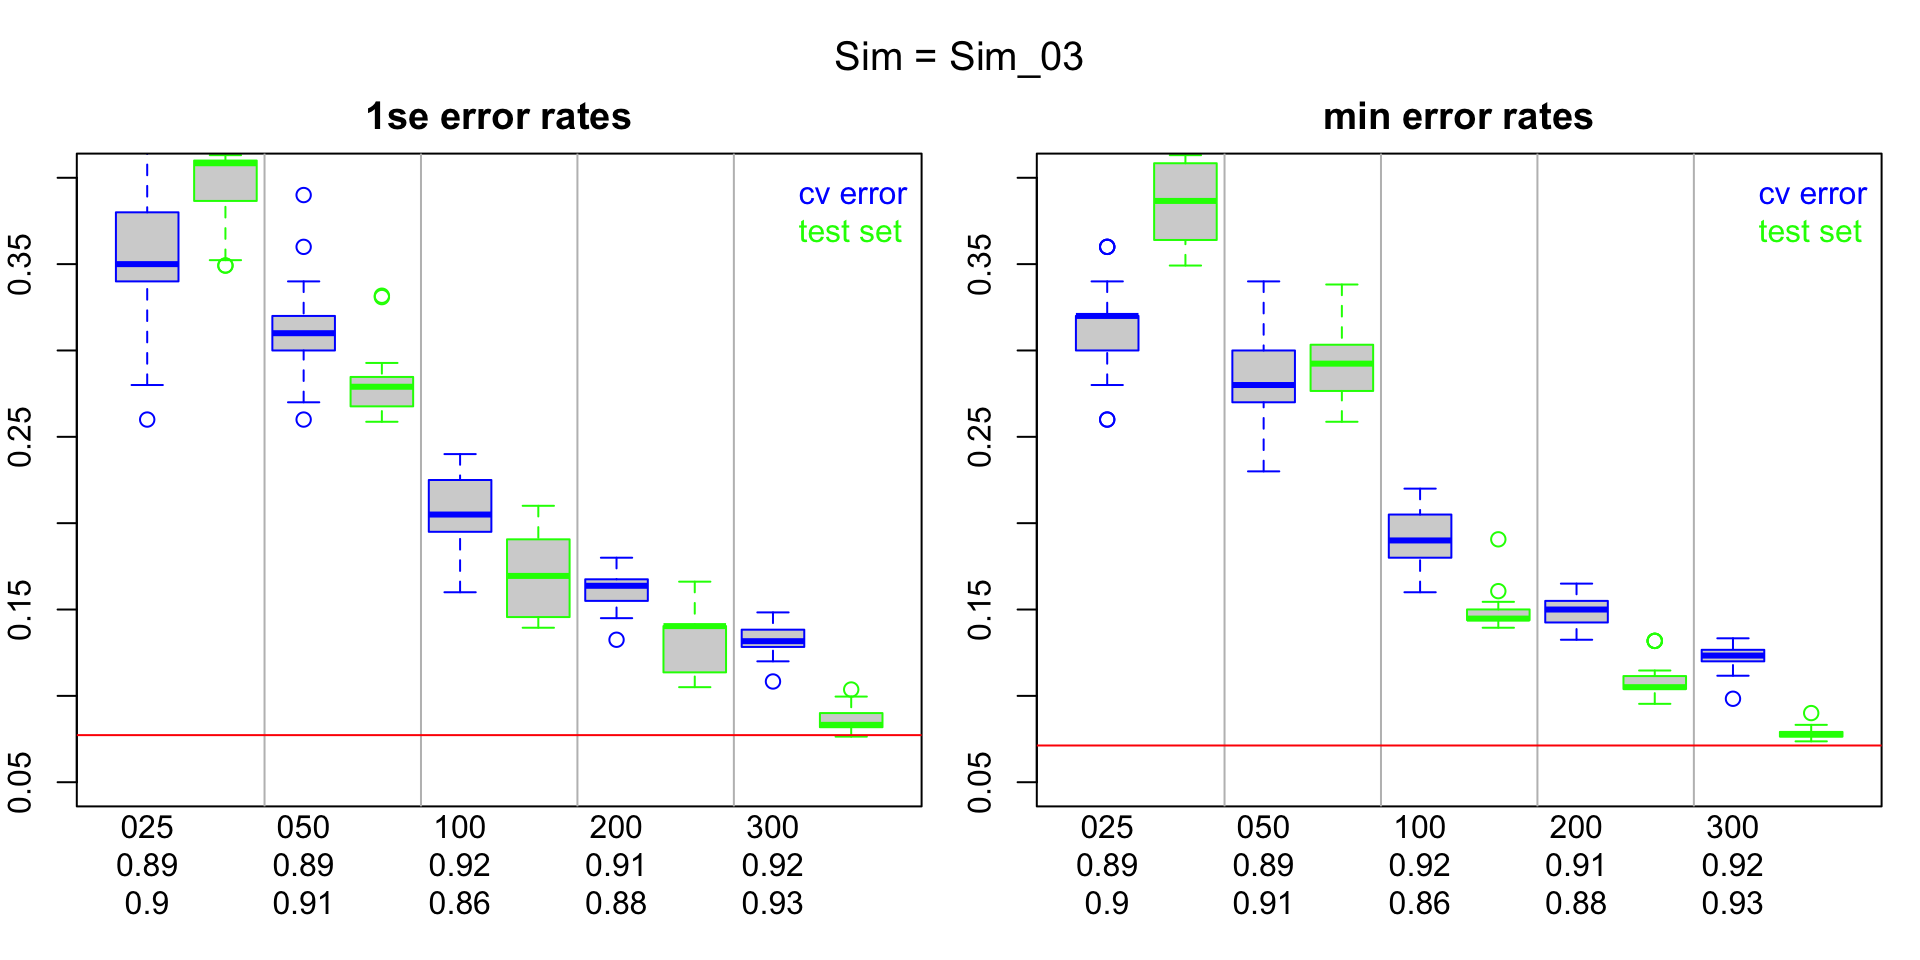 Sim = Sim_03
1se error rates
cv error
test set
0.35
0.25
0.15
0.05
025 050 100 200 300
0.89 0.89 0.92 0.91 0.92
0.9 0.91 0.86 0.88 0.93
min error rates
cv error
test set
0.35
0.25
0.15
0.05
025 050 100 200 300
0.89 0.89 0.92 0.91 0.92
0.9 0.91 0.86 0.88 0.93